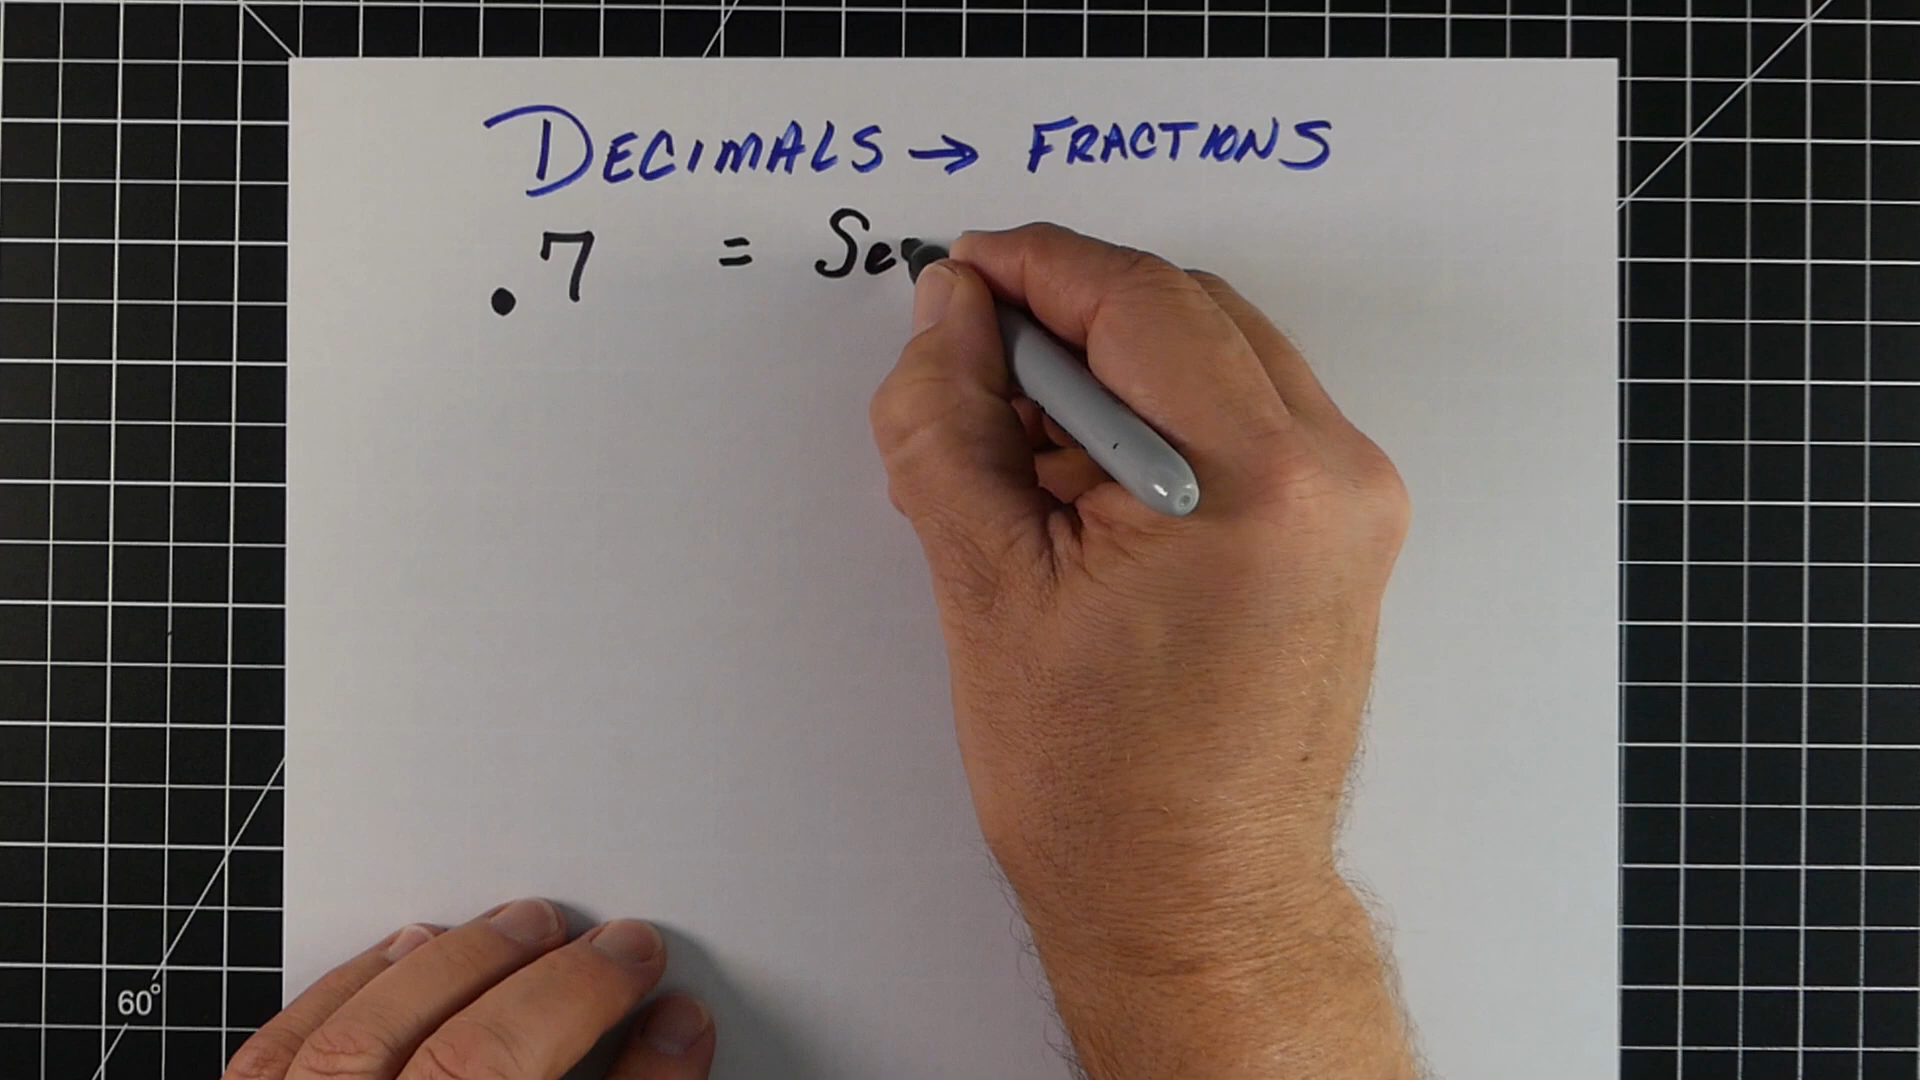 DECIMALS → FRACTIONS
.7 = Se
60°